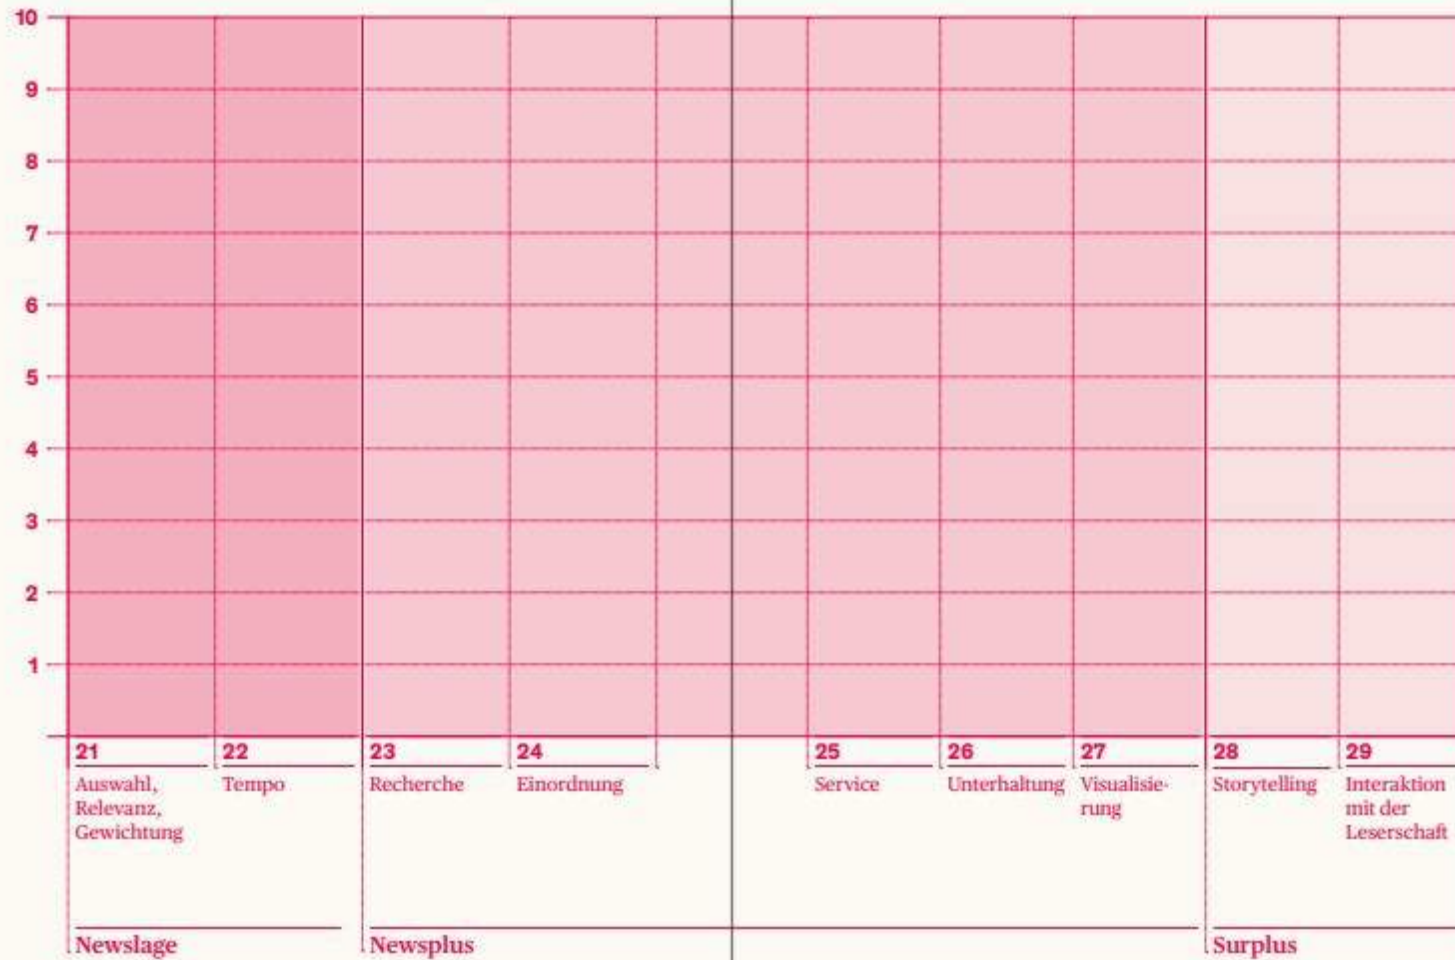 10
9
8
7
6
5
4
3
2
1
21
Auswahl,
Relevanz,
Gewichtung
22
Tempo
23
Recherche
24
Einordnung
25
Service
26
Unterhaltung
27
Visualisie-
rung
28
Storytelling
29
Interaktion
mit der
Leserschaft
Newslage
Newsplus
Surplus